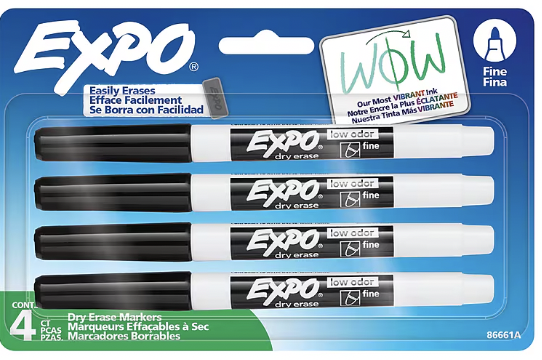 EXPO®
Easily Erases
Efface Facilement
Se Borra con Facilidad
EXPO
WOW
Our Most VIBRANT Ink
Notre Encre la Plus ÉCLATANTE
Nuestra Tinta Más VIBRANTE
Fine
Fina
EXPO® low odor
dry erase fine
EXPO® low odor
dry erase fine
EXPO® low odor
dry erase fine
EXPO® low odor
dry erase fine
CONT.
4 CT
PCAS
PZAS.
Dry Erase Markers
Marqueurs Effaçables à Sec
Marcadores Borrables
86661A